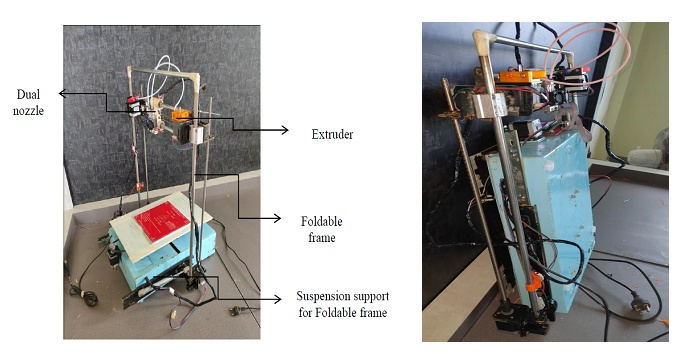 Dual
nozzle
Extruder
Foldable
frame
Suspension support
for Foldable frame